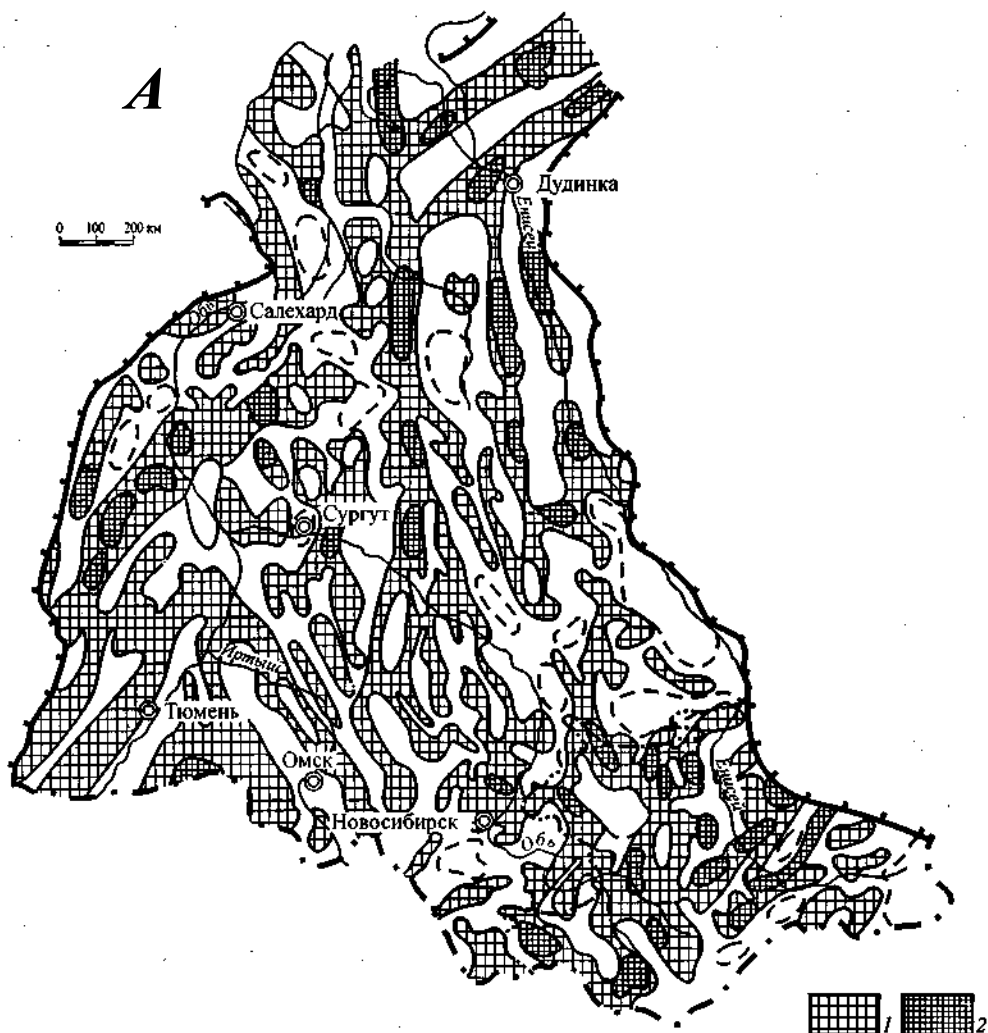 А
Дудинка
Енисей
0 100 200 км
Обь
Салехард
Сургут
Иртыш
Тюмень
Омск
Енисей
Новосибирск
Обь
1 2